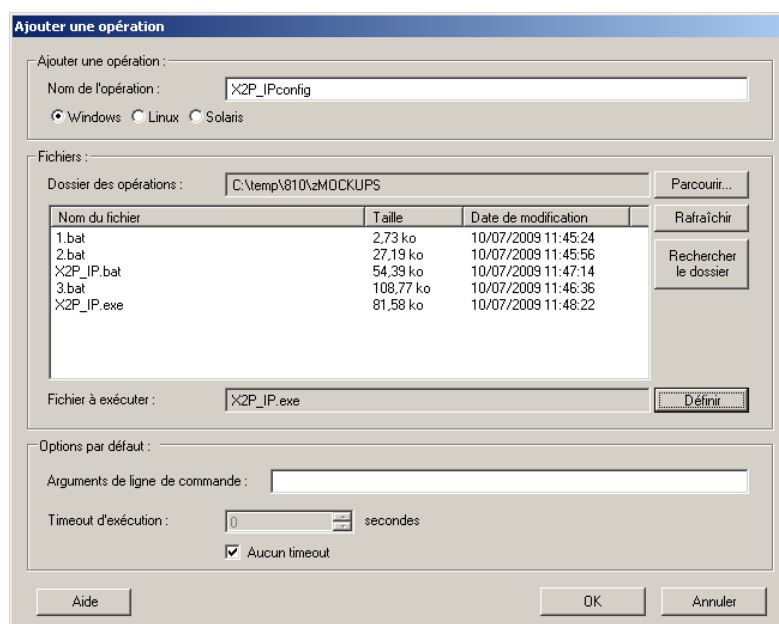 Ajouter une opération
Ajouter une opération :
Nom de l'opération : X2P_IPconfig
Windows Linux Solaris
Fichiers :
Dossier des opérations : C:\temp\810\zMOCKUPS Parcourir...
Nom du fichier Taille Date de modification Rafraîchir
1.bat 2,73 ko 10/07/2009 11:45:24
2.bat 27,19 ko 10/07/2009 11:45:56
X2P_IP.bat 54,39 ko 10/07/2009 11:47:14
3.bat 108,77 ko 10/07/2009 11:46:36
X2P_IP.exe 81,58 ko 10/07/2009 11:48:22
Rechercher
le dossier
Fichier à exécuter : X2P_IP.exe Définir
Options par défaut :
Arguments de ligne de commande :
Timeout d'exécution : 0 secondes
Aucun timeout
Aide OK Annuler